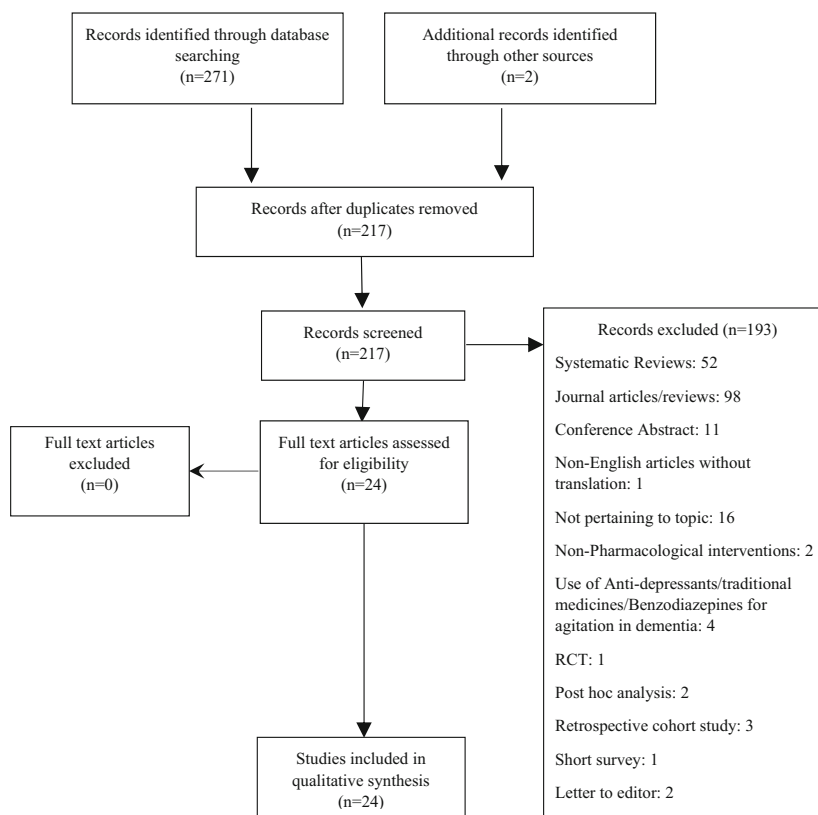 Records identified through database
searching
(n=271)
Additional records identified
through other sources
(n=2)
Records after duplicates removed
(n=217)
Records screened
(n=217)
Records excluded (n=193)
Systematic Reviews: 52
Journal articles/reviews: 98
Conference Abstract: 11
Non-English articles without
translation: 1
Not pertaining to topic: 16
Non-Pharmacological interventions: 2
Use of Anti-depressants/traditional
medicines/Benzodiazepines for
agitation in dementia: 4
RCT: 1
Post hoc analysis: 2
Retrospective cohort study: 3
Short survey: 1
Letter to editor: 2
Full text articles
excluded
(n=0)
Full text articles assessed
for eligibility
(n=24)
Studies included in
qualitative synthesis
(n=24)